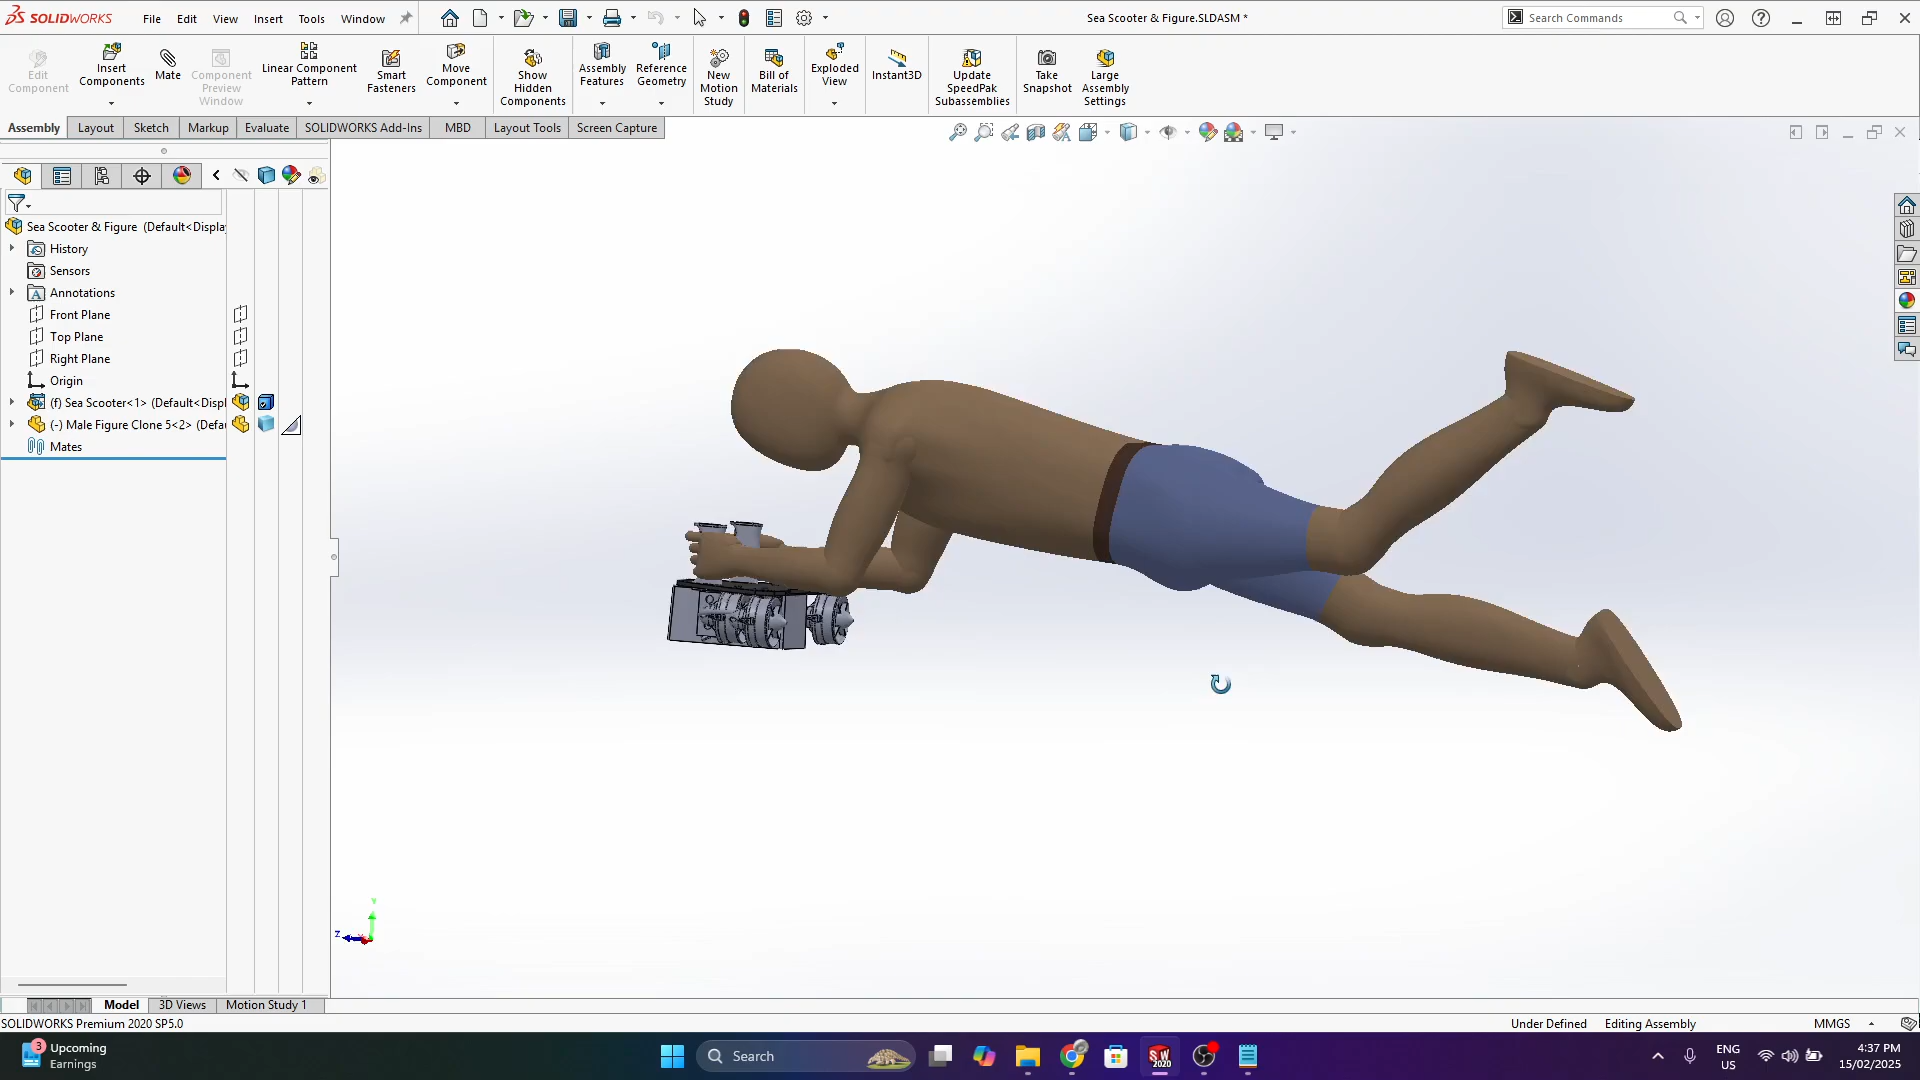 SOLIDWORKS File Edit View Insert Tools Window
Sea Scooter & Figure.SLDASM *
Search Commands
Edit Component
Insert Components
Mate
Component Preview Window
Linear Component Pattern
Smart Fasteners
Move Component
Show Hidden Components
Assembly Features
Reference Geometry
New Motion Study
Bill of Materials
Exploded View
Instant3D
Update SpeedPak Subassemblies
Take Snapshot
Large Assembly Settings
Assembly Layout Sketch Markup Evaluate SOLIDWORKS Add-Ins MBD Layout Tools Screen Capture
Sea Scooter & Figure (Default<Displa
History
Sensors
Annotations
Front Plane
Top Plane
Right Plane
Origin
(f) Sea Scooter<1> (Default<Displ
(-) Male Figure Clone 5<2> (Defa
Mates
Y
Z
Model 3D Views Motion Study 1
SOLIDWORKS Premium 2020 SP5.0
Under Defined Editing Assembly MMGS
3
Upcoming
Earnings
Search
SW
2020
ENG
US
4:37 PM
15/02/2025